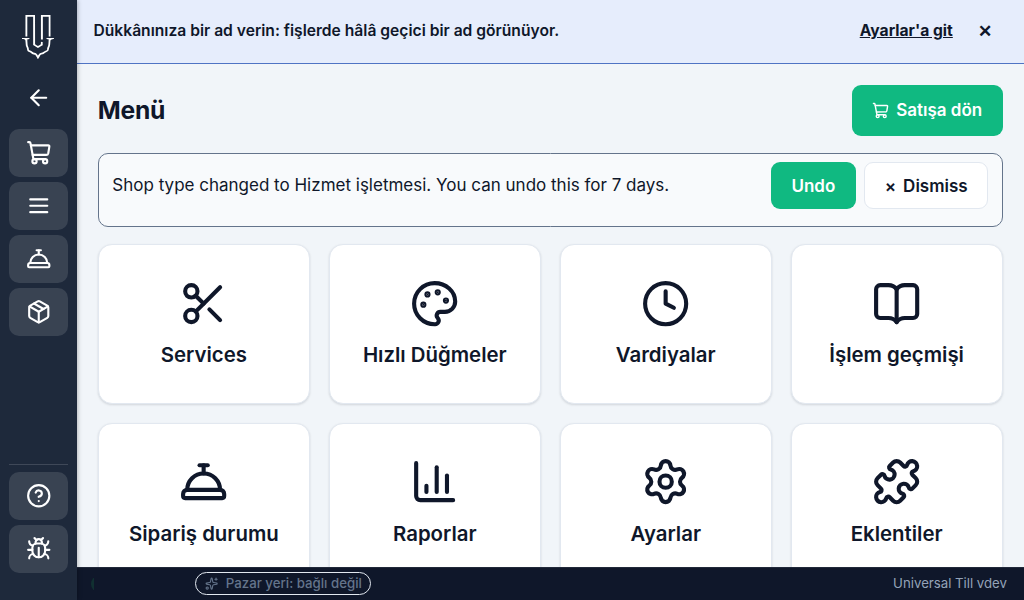 Dükkânınıza bir ad verin: fişlerde hâlâ geçici bir ad görünüyor.
Ayarlar'a git
Menü
Satışa dön
Shop type changed to Hizmet işletmesi. You can undo this for 7 days.
Undo
× Dismiss
Services
Hızlı Düğmeler
Vardiyalar
İşlem geçmişi
Sipariş durumu
Raporlar
Ayarlar
Eklentiler
Pazar yeri: bağlı değil
Universal Till vdev